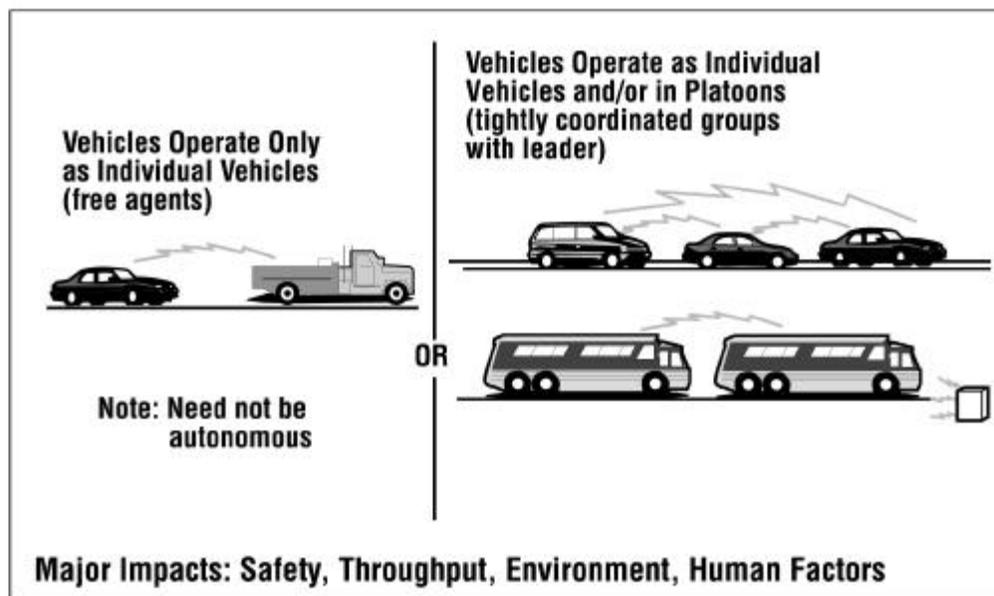 Vehicles Operate Only
as Individual Vehicles
(free agents)
Note: Need not be
autonomous
OR
Vehicles Operate as Individual
Vehicles and/or in Platoons
(tightly coordinated groups
with leader)
Major Impacts: Safety, Throughput, Environment, Human Factors